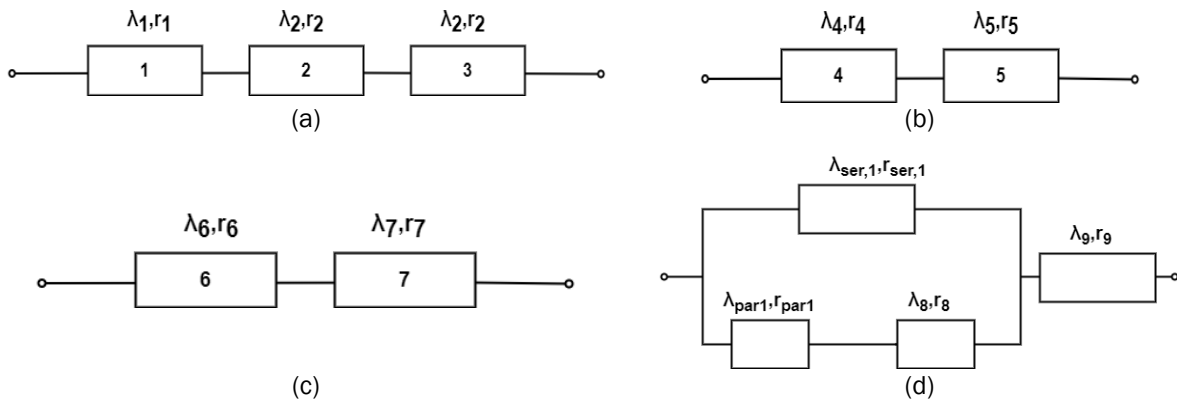 λ1,r1 λ2,r2 λ2,r2
1 2 3
(a)
λ4,r4 λ5,r5
4 5
(b)
λ6,r6 λ7,r7
6 7
(c)
λser,1,rser,1
λ9,r9
λpar1,rpar1 λ8,r8
(d)